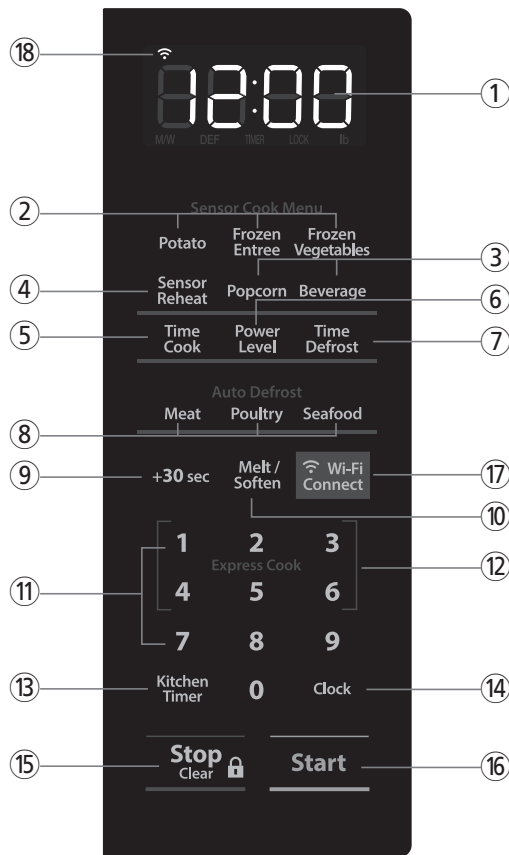 ⑱
12:00
①
M/W DEF TIMER LOCK lb
②
Sensor Cook Menu
Potato Frozen Entree Frozen Vegetables
③
④
Sensor Reheat Popcorn Beverage
⑥
⑤
Time Cook Power Level Time Defrost
⑦
Auto Defrost
⑧
Meat Poultry Seafood
⑨
+30 sec Melt / Soften Wi-Fi Connect
⑰
⑩
1 2 3
⑪
Express Cook
⑫
4 5 6
7 8 9
⑬
Kitchen Timer 0 Clock
⑭
⑮
Stop Clear Start
⑯